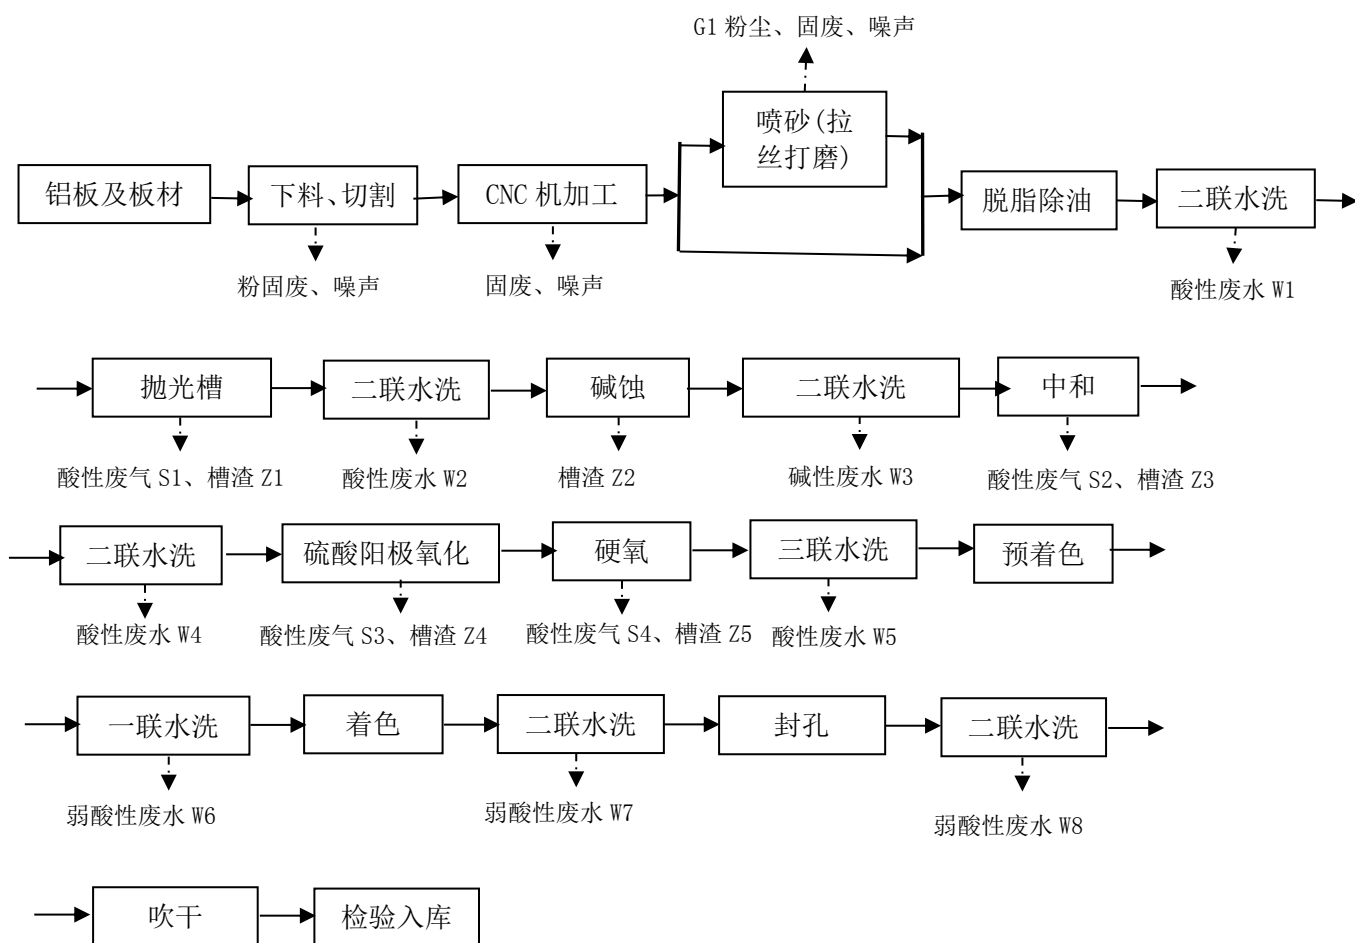 G1 粉尘、固废、噪声
喷砂(拉
丝打磨)
铝板及板材
下料、切割
CNC 机加工
脱脂除油
二联水洗
粉固废、噪声
固废、噪声
酸性废水 W1
抛光槽
二联水洗
碱蚀
二联水洗
中和
酸性废气 S1、槽渣 Z1
酸性废水 W2
槽渣 Z2
碱性废水 W3
酸性废气 S2、槽渣 Z3
二联水洗
硫酸阳极氧化
硬氧
三联水洗
预着色
酸性废水 W4
酸性废气 S3、槽渣 Z4
酸性废气 S4、槽渣 Z5
酸性废水 W5
一联水洗
着色
二联水洗
封孔
二联水洗
弱酸性废水 W6
弱酸性废水 W7
弱酸性废水 W8
吹干
检验入库